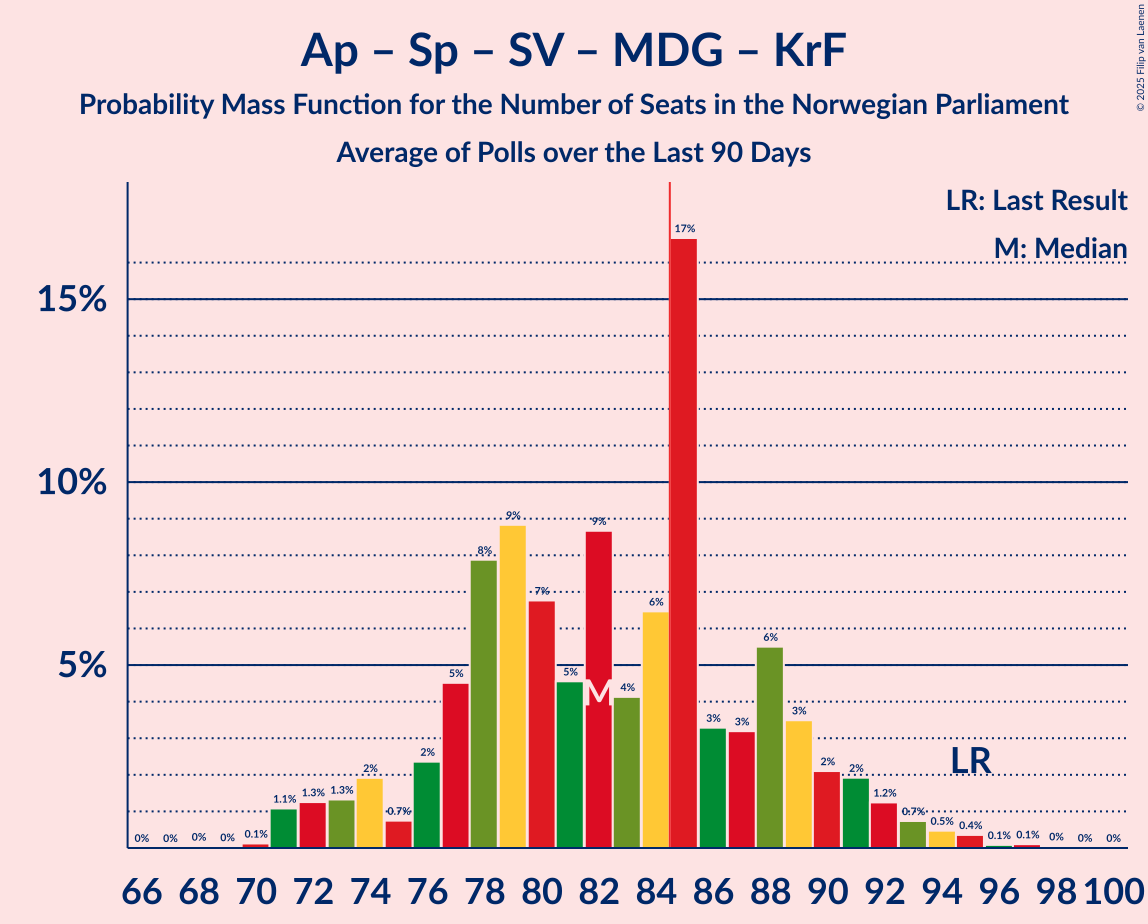 Ap – Sp – SV – MDG – KrF
Probability Mass Function for the Number of Seats in the Norwegian Parliament
Average of Polls over the Last 90 Days
© 2025 Filip van Laenen
LR: Last Result
M: Median
15%
10%
5%
0% 0% 0% 0% 0.1% 1.1% 1.3% 1.3% 2% 0.7% 2% 5% 8% 9% 7% 5% 9% 4% 6% 17% 3% 3% 6% 3% 2% 2% 1.2% 0.7% 0.5% 0.4% 0.1% 0.1% 0% 0% 0%
M
LR
66 68 70 72 74 76 78 80 82 84 86 88 90 92 94 96 98 100